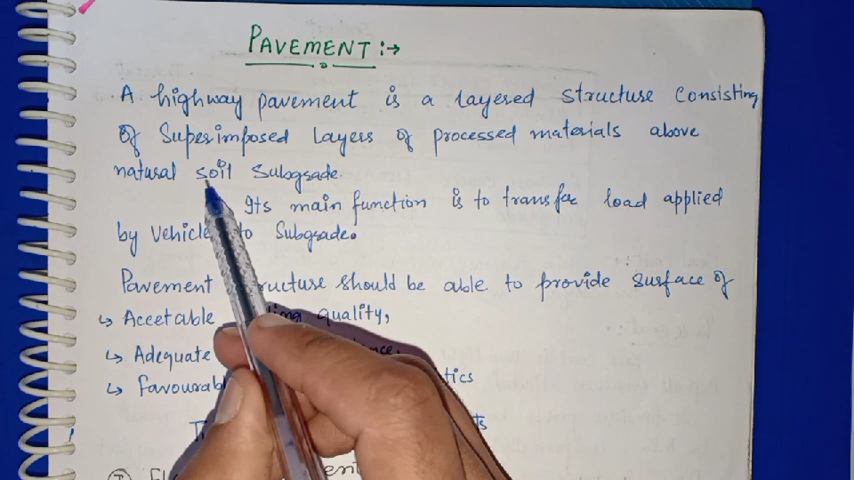 PAVEMENT :→
A highway pavement is a layered structure consisting
of superimposed layers of processed materials above
natural soil subgrade.
Its main function is to transfer load applied
by vehicle to subgrade.
Pavement structure should be able to provide surface of
↳ Accetable quality,
↳ Adequate
↳ Favourabl tics